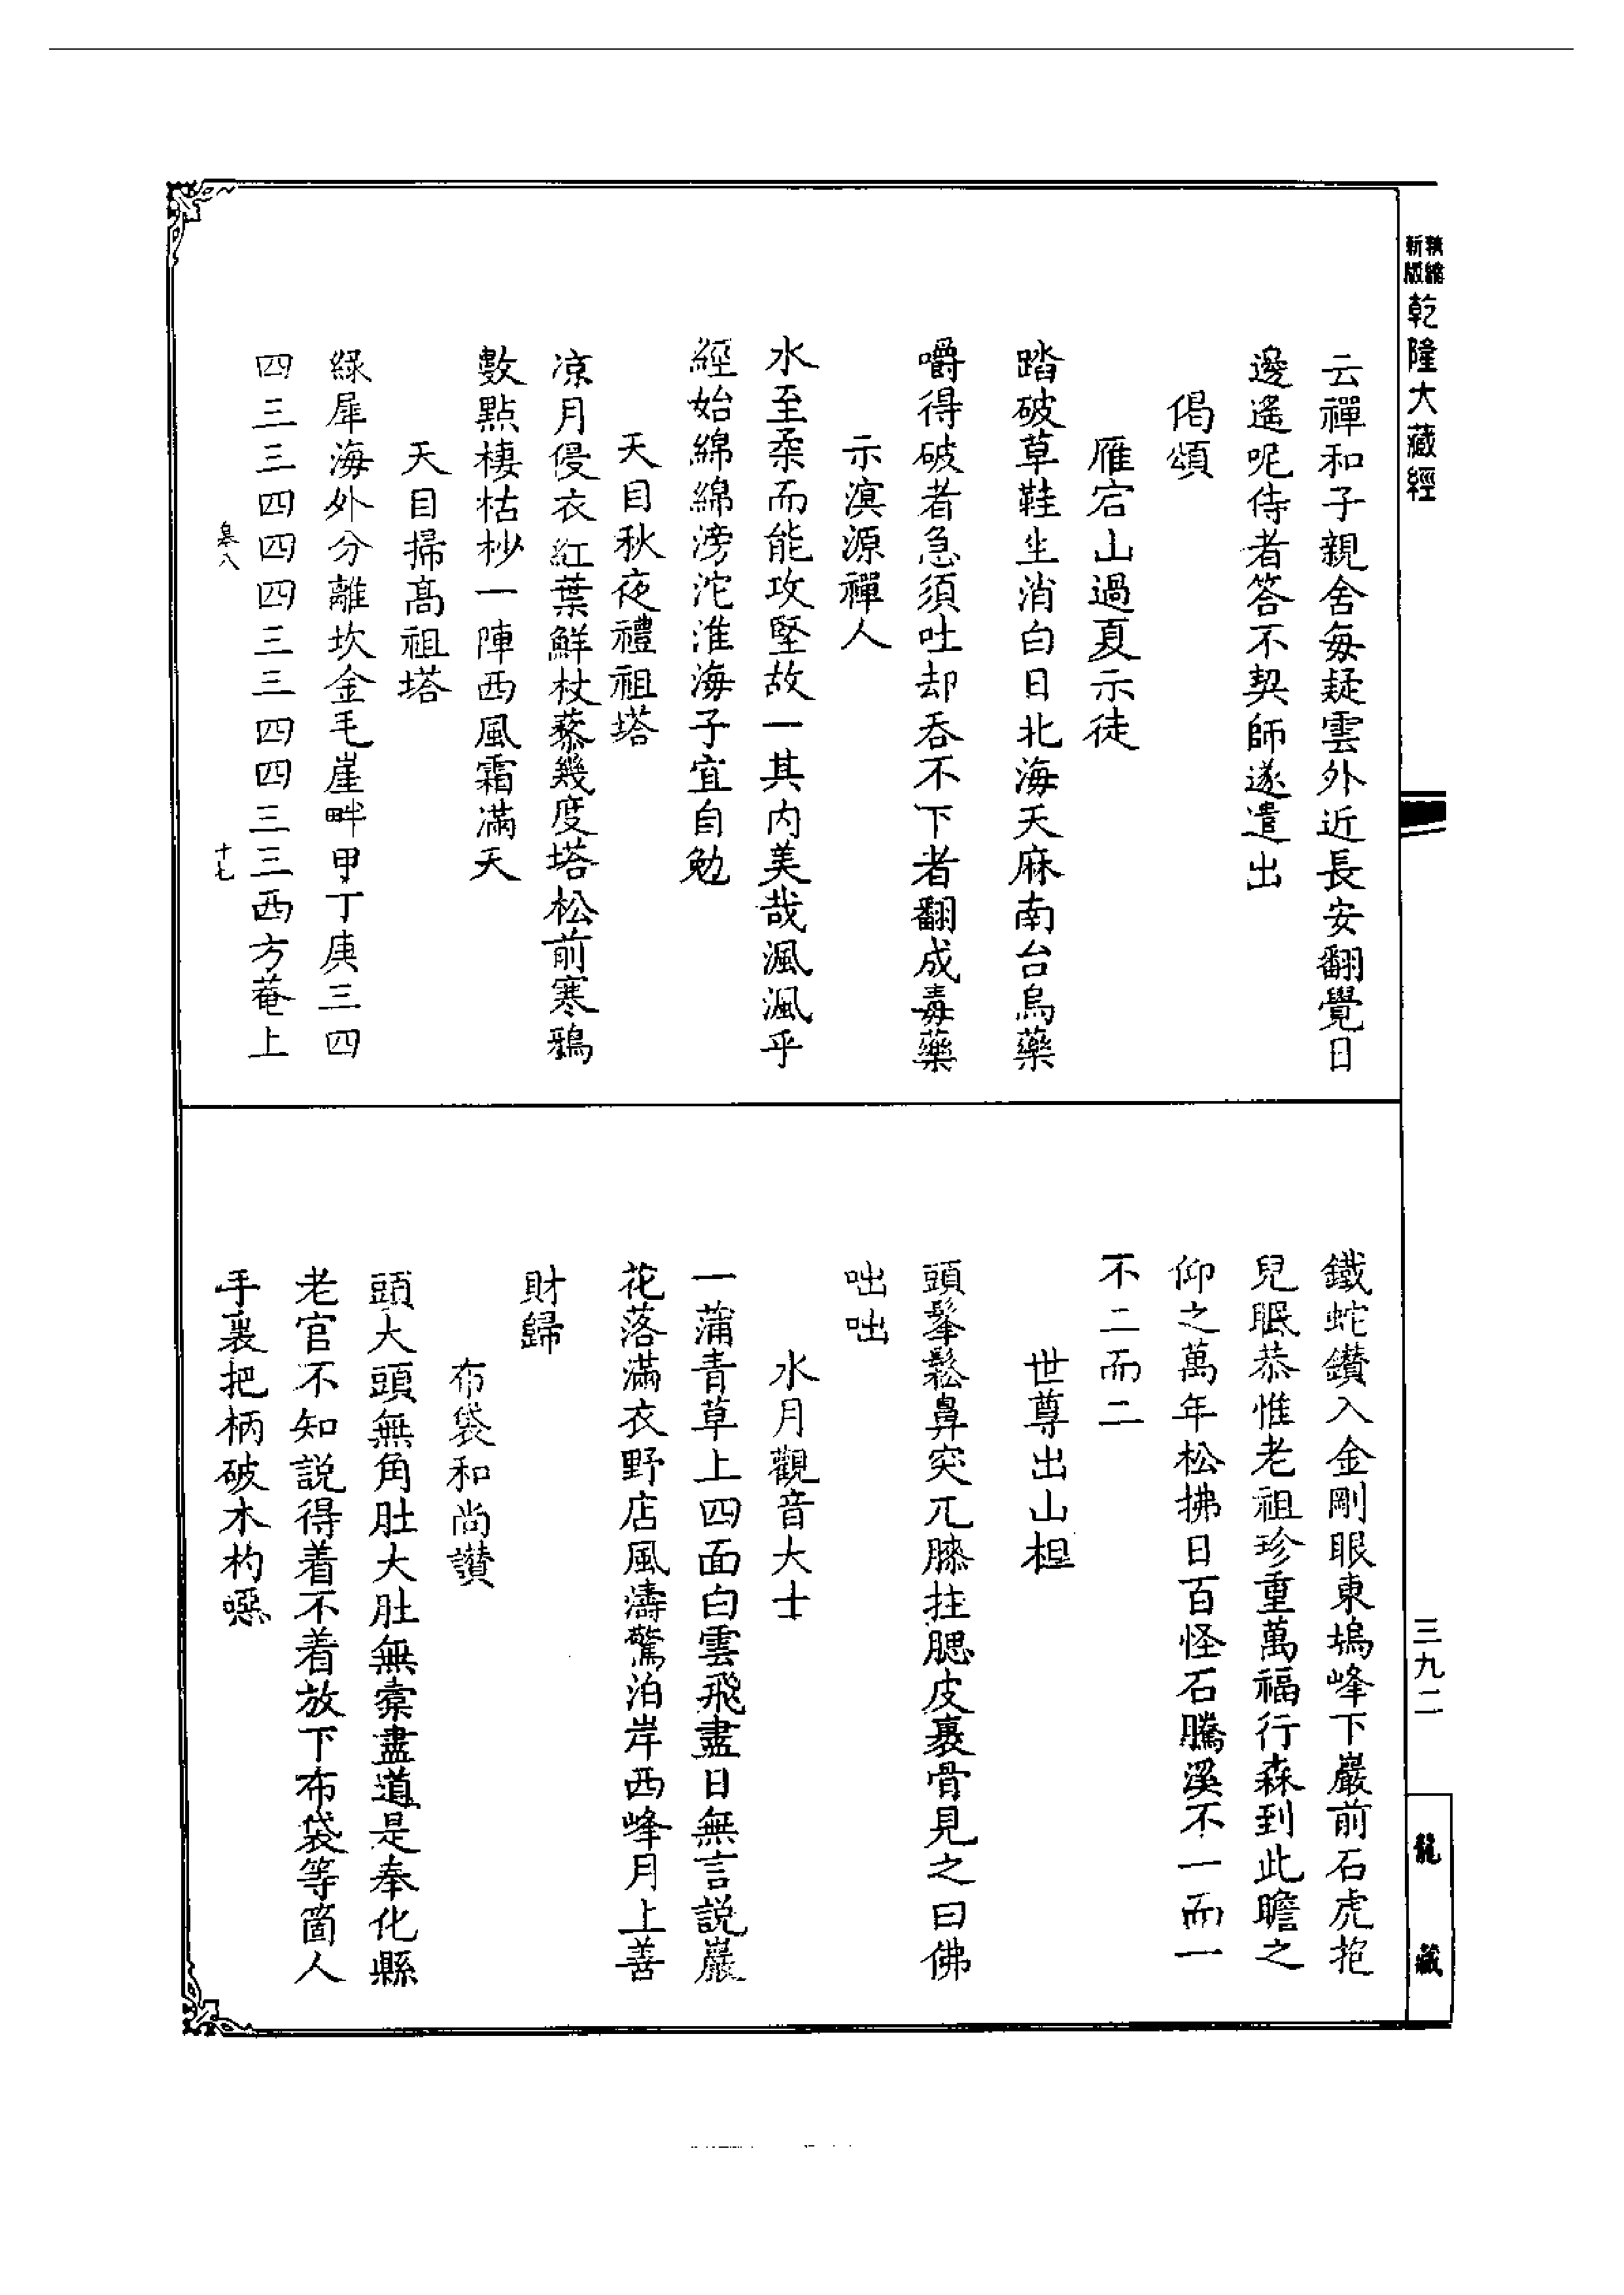 精縮
新版
乾隆大藏經
云禪和子親舍每疑雲外近長安翻覺日
邊遙呢侍者答不契師遂遣出
偈頌
雁宕山過夏示徒
踏破草鞋生消白日北海天麻南台烏藥
嚼得破者急須吐却吞不下者翻成毒藥
示滇源禪人
水至柔而能攻堅故一其内美哉渢渢乎
經始綿綿滂沱淮海子宜自勉
天目秋夜禮祖塔
凉月侵衣紅葉鮮杖藜幾度塔松前寒鴉
數點棲枯杪一陣西風霜滿天
天目掃高祖塔
綠犀海外分離坎金毛崖畔甲丁庚三四
四三三四四四三三四四三三西方菴上
皋八
十七
鐵蛇鑚入金剛眼東塢峰下巖前石虎抱
兒眠恭惟老祖珍重萬福行森到此瞻之
仰之萬年松拂日百怪石騰溪不一而一
不二而二
世尊出山相
頭髼鬆鼻突兀膝拄腮皮裹骨見之曰佛
咄咄
水月觀音大士
一蒲青草上四面白雲飛盡日無言説巖
花落滿衣野店風濤驚泊岸西峰月上善
財歸
布袋和尚讚
頭大頭無角肚大肚無槖盡道是奉化縣
老官不知説得着不着放下布袋等箇人
手裏把柄破木杓噁
三九二
龍藏